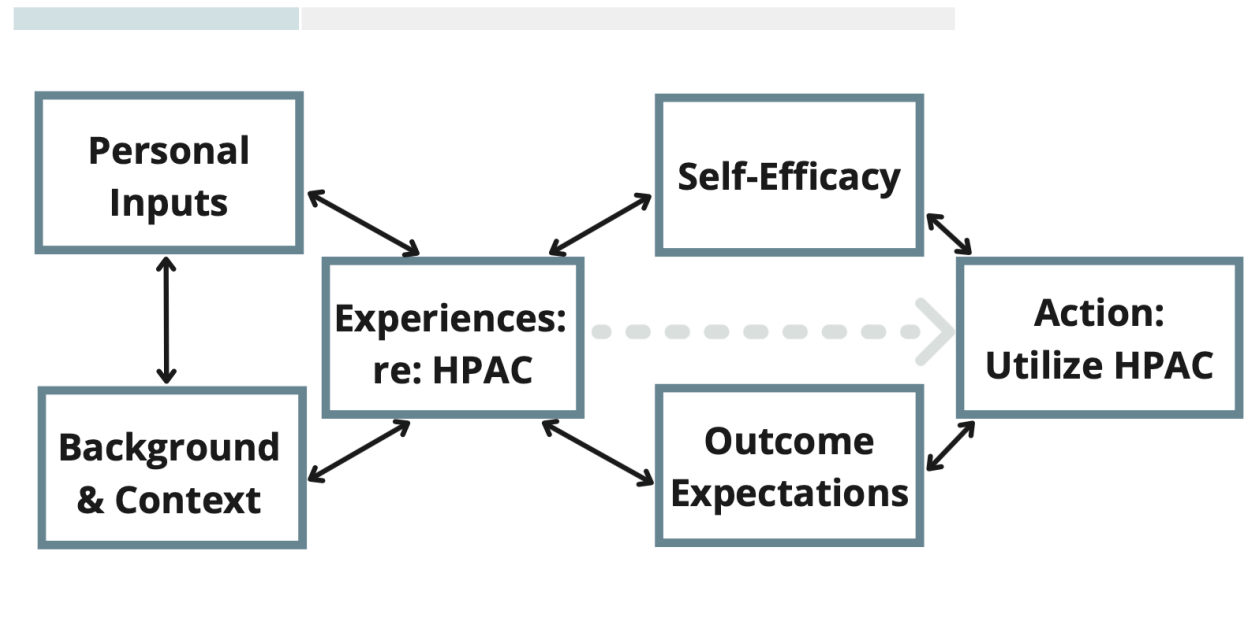 Personal
Inputs
Self-Efficacy
Experiences:
re: HPAC
Action:
Utilize HPAC
Background
& Context
Outcome
Expectations